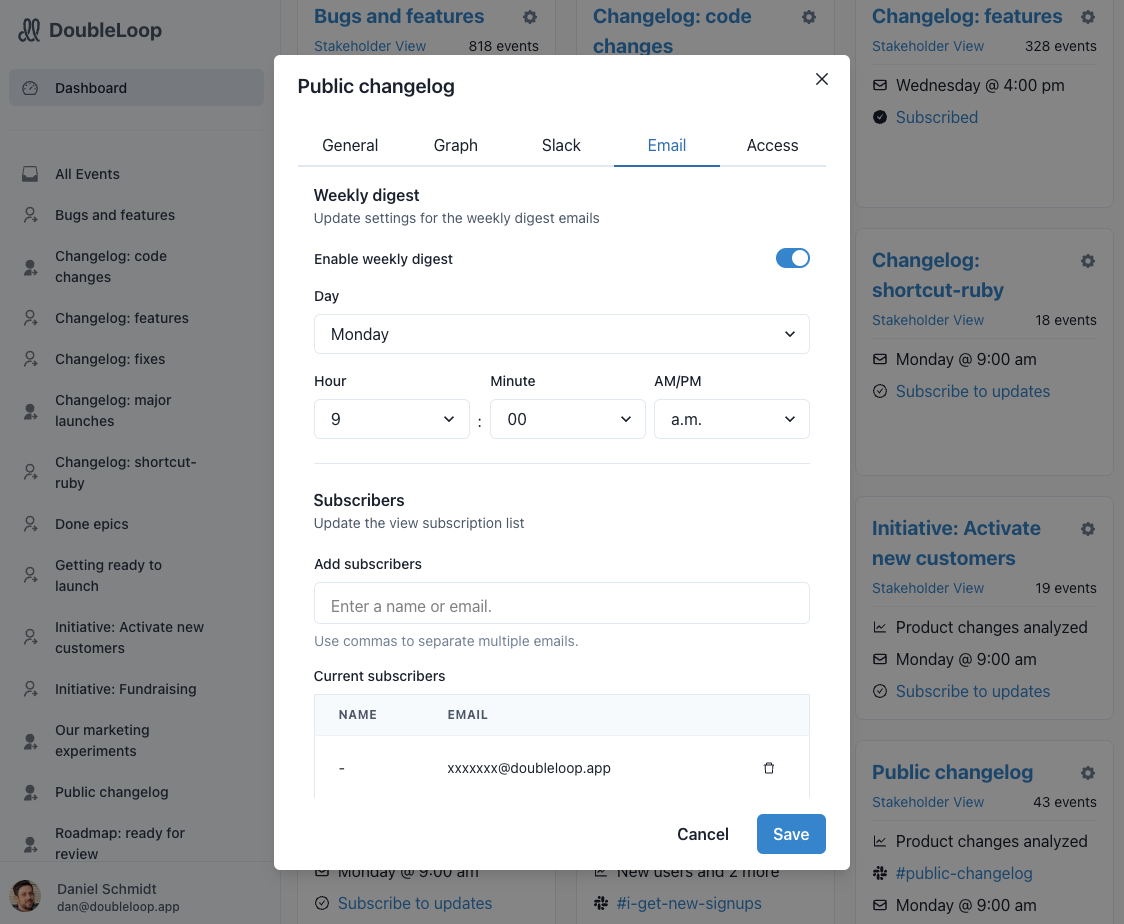 DoubleLoop
Dashboard
All Events
Bugs and features
Changelog: code
changes
Changelog: features
Changelog: fixes
Changelog: major
launches
Changelog: shortcut-
ruby
Done epics
Getting ready to
launch
Initiative: Activate new
customers
Initiative: Fundraising
Our marketing
experiments
Public changelog
Roadmap: ready for
review
Daniel Schmidt
dan@doubleloop.app
Bugs and features
Stakeholder View 818 events
Changelog: code
changes
Changelog: features
Stakeholder View 328 events
Wednesday @ 4:00 pm
Subscribed
Public changelog
General Graph Slack Email Access
Weekly digest
Update settings for the weekly digest emails
Enable weekly digest
Day
Monday
Hour Minute AM/PM
9 : 00 a.m.
Subscribers
Update the view subscription list
Add subscribers
Enter a name or email.
Use commas to separate multiple emails.
Current subscribers
NAME EMAIL
- xxxxxxx@doubleloop.app
Cancel Save
Changelog:
shortcut-ruby
Stakeholder View 18 events
Monday @ 9:00 am
Subscribe to updates
Initiative: Activate
new customers
Stakeholder View 19 events
Product changes analyzed
Monday @ 9:00 am
Subscribe to updates
Public changelog
Stakeholder View 43 events
Product changes analyzed
#public-changelog
Monday @ 9:00 am
Monday @ 9:00 am
Subscribe to updates
New users and 2 more
#i-get-new-signups